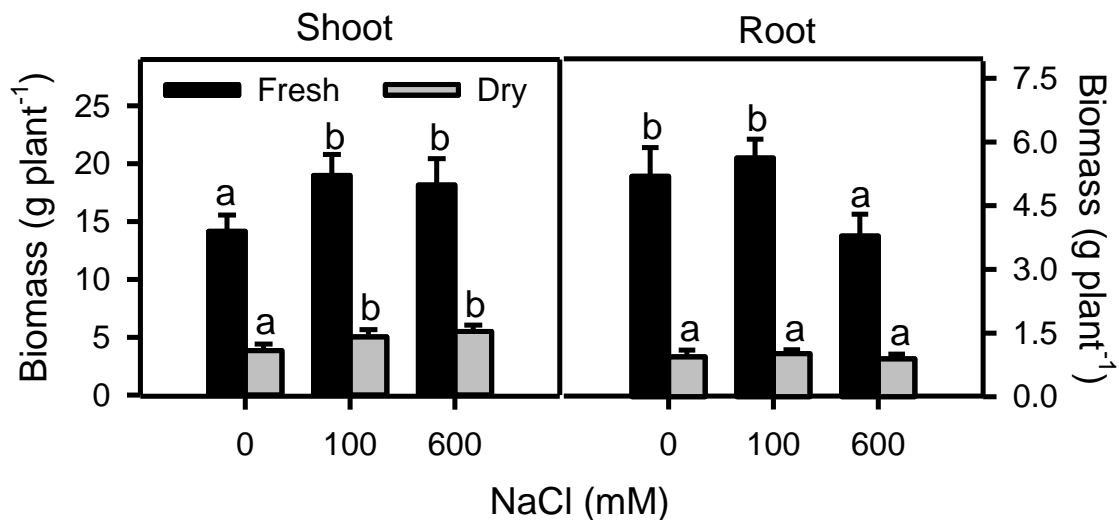 Shoot
Root
Biomass (g plant⁻¹)
25
20
15
10
5
0
Fresh
Dry
a
b
b
a
b
b
b
b
a
a
a
a
7.5
6.0
4.5
3.0
1.5
0.0
Biomass (g plant⁻¹)
0 100 600
0 100 600
NaCl (mM)